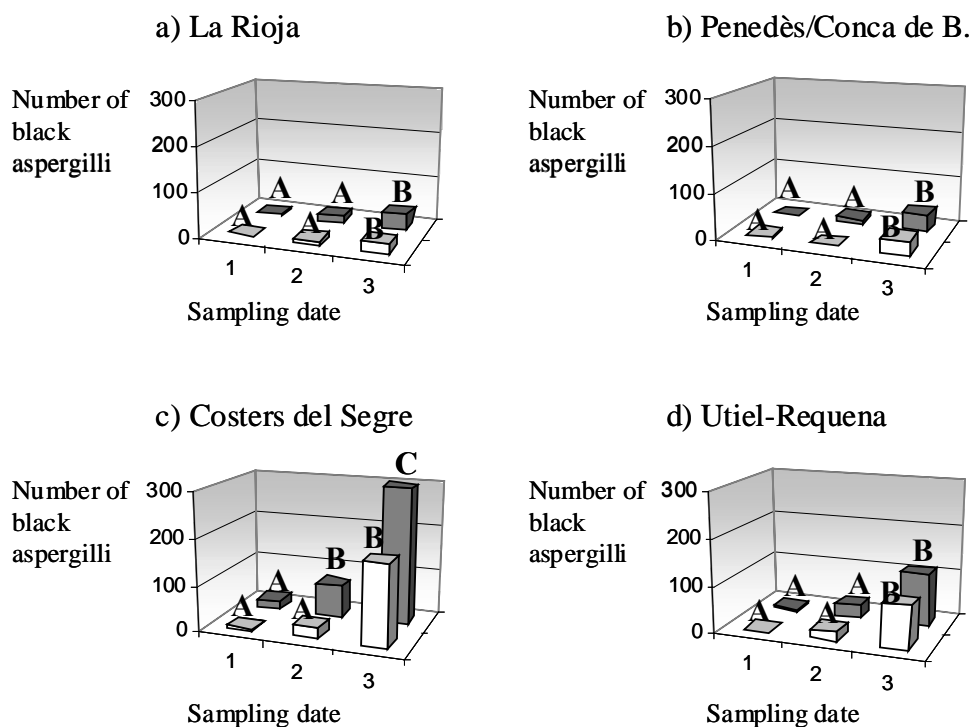 a) La Rioja
Number of
black
aspergilli
300
200
100
0
A
A
B
A
A
B
1
2
3
Sampling date
b) Penedès/Conca de B.
Number of
black
aspergilli
300
200
100
0
A
A
B
A
A
B
1
2
3
Sampling date
c) Costers del Segre
Number of
black
aspergilli
300
200
100
0
C
B
B
A
A
A
1
2
3
Sampling date
d) Utiel-Requena
Number of
black
aspergilli
300
200
100
0
B
A
A
B
A
A
1
2
3
Sampling date